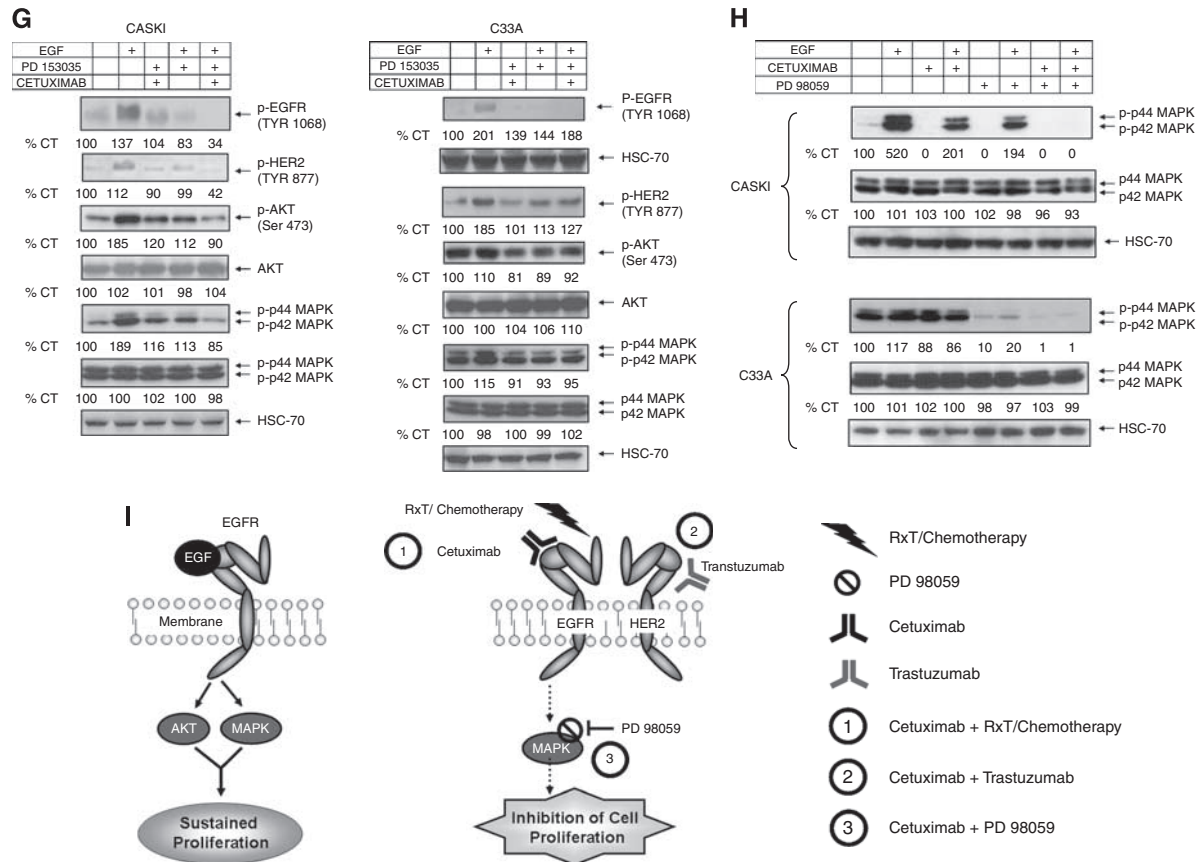 G
CASKI
EGF + + +
PD 153035 + + +
CETUXIMAB + +
p-EGFR
(TYR 1068)
% CT 100 137 104 83 34
p-HER2
(TYR 877)
% CT 100 112 90 99 42
p-AKT
(Ser 473)
% CT 100 185 120 112 90
AKT
% CT 100 102 101 98 104
p-p44 MAPK
p-p42 MAPK
% CT 100 189 116 113 85
p-p44 MAPK
p-p42 MAPK
% CT 100 100 102 100 98
HSC-70
C33A
EGF + + +
PD 153035 + + +
CETUXIMAB + +
P-EGFR
(TYR 1068)
% CT 100 201 139 144 188
HSC-70
p-HER2
(TYR 877)
% CT 100 185 101 113 127
p-AKT
(Ser 473)
% CT 100 110 81 89 92
AKT
% CT 100 100 104 106 110
p-p44 MAPK
p-p42 MAPK
% CT 100 115 91 93 95
p44 MAPK
p42 MAPK
% CT 100 98 100 99 102
HSC-70
H
EGF + + + +
CETUXIMAB + + + +
PD 98059 + + + +
CASKI
p-p44 MAPK
p-p42 MAPK
% CT 100 520 0 201 0 194 0 0
p44 MAPK
p42 MAPK
% CT 100 101 103 100 102 98 96 93
HSC-70
C33A
p-p44 MAPK
p-p42 MAPK
% CT 100 117 88 86 10 20 1 1
p44 MAPK
p42 MAPK
% CT 100 101 102 100 98 97 103 99
HSC-70
I
EGFR
EGF
Membrane
AKT
MAPK
Sustained
Proliferation
RxT/ Chemotherapy
1 Cetuximab
2
Trastuzumab
EGFR
HER2
PD 98059
MAPK
3
Inhibition of Cell
Proliferation
RxT/Chemotherapy
PD 98059
Cetuximab
Trastuzumab
1 Cetuximab + RxT/Chemotherapy
2 Cetuximab + Trastuzumab
3 Cetuximab + PD 98059